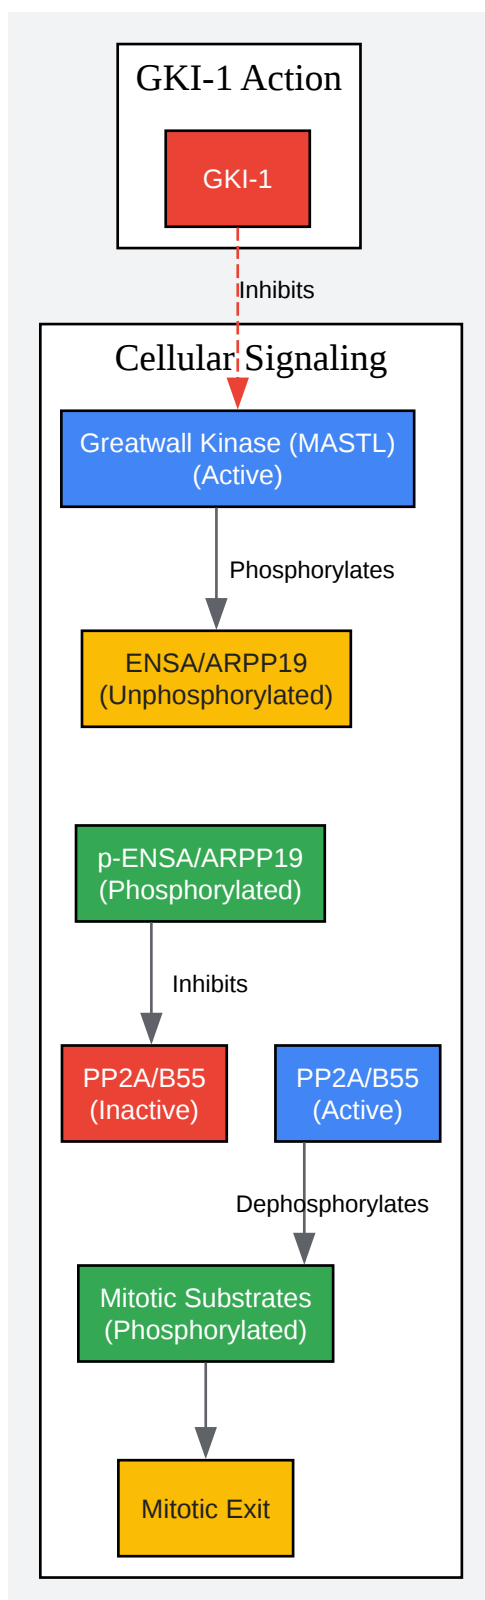 GKI-1 Action
GKI-1
Inhibits
Cellular Signaling
Greatwall Kinase (MASTL)
(Active)
Phosphorylates
ENSA/ARPP19
(Unphosphorylated)
p-ENSA/ARPP19
(Phosphorylated)
Inhibits
PP2A/B55
(Inactive)
PP2A/B55
(Active)
Dephosphorylates
Mitotic Substrates
(Phosphorylated)
Mitotic Exit